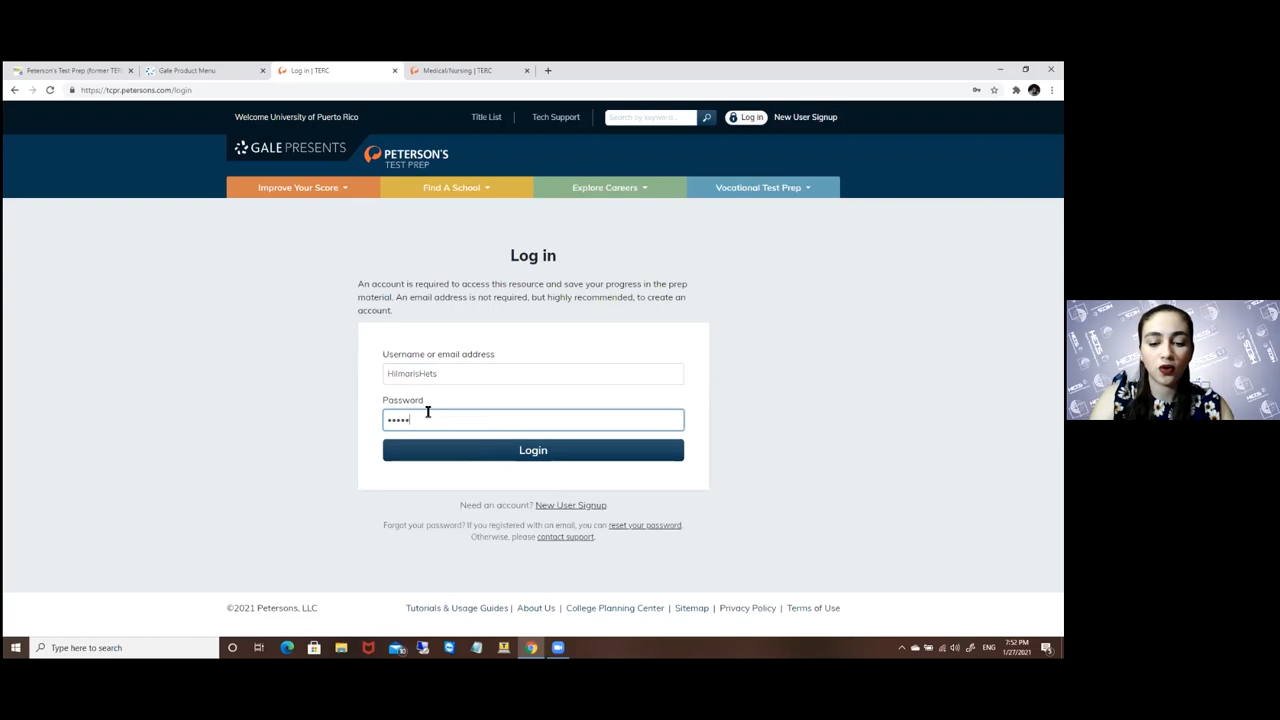 Peterson's Test Prep (former TER
Gale Product Menu
Log in | TERC
Medical/Nursing | TERC
https://tcpr.petersons.com/login
Welcome University of Puerto Rico
Title List
Tech Support
Search by keyword...
Log in
New User Signup
GALE PRESENTS
PETERSON'S
TEST PREP
Improve Your Score
Find A School
Explore Careers
Vocational Test Prep
Log in
An account is required to access this resource and save your progress in the prep
material. An email address is not required, but highly recommended, to create an
account.
Username or email address
HilmarisHets
Password
•••••
Login
Need an account? New User Signup
Forgot your password? If you registered with an email, you can reset your password.
Otherwise, please contact support.
©2021 Petersons, LLC
Tutorials & Usage Guides | About Us | College Planning Center | Sitemap | Privacy Policy | Terms of Use
Type here to search
ENG
7:52 PM
1/27/2021
HETS